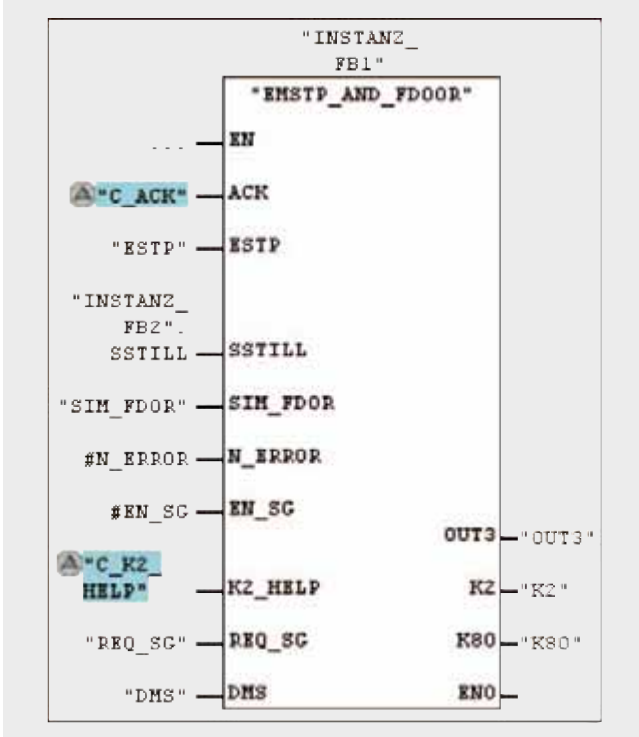 "INSTANZ_
FB1"
"EMSTP_AND_FDOOR"
... EN
"C_ACK" ACK
"ESTP" ESTP
"INSTANZ_
FB2".
SSTILL SSTILL
"SIM_FDOR" SIM_FDOR
#N_ERROR N_ERROR
#EN_SG EN_SG
OUT3 "OUT3"
"C_K2_
HELP" K2_HELP K2 "K2"
"REQ_SG" REQ_SG K80 "K80"
"DMS" DMS ENO